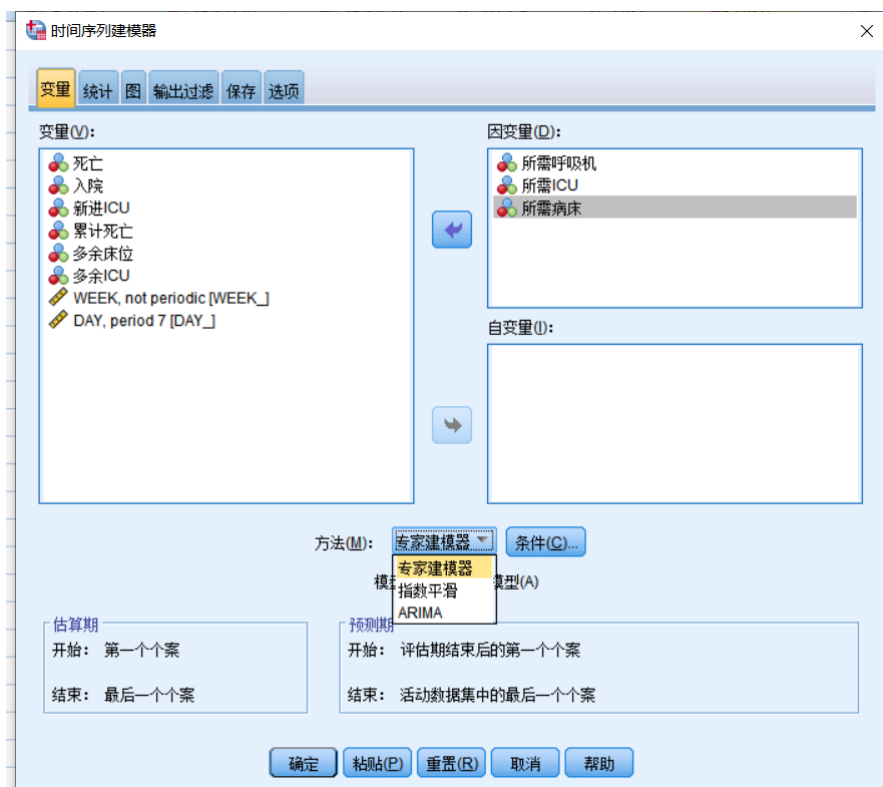 时间序列建模器
变量 统计 图 输出过滤 保存 选项
变量(V):
死亡
入院
新进ICU
累计死亡
多余床位
多余ICU
WEEK, not periodic [WEEK_]
DAY, period 7 [DAY_]
因变量(D):
所需呼吸机
所需ICU
所需病床
自变量(I):
方法(M): 专家建模器 条件(C)...
专家建模器
指数平滑
ARIMA
模型(A)
估算期
开始: 第一个个案
结束: 最后一个个案
预测期
开始: 评估期结束后的第一个个案
结束: 活动数据集中的最后一个个案
确定 粘贴(P) 重置(R) 取消 帮助